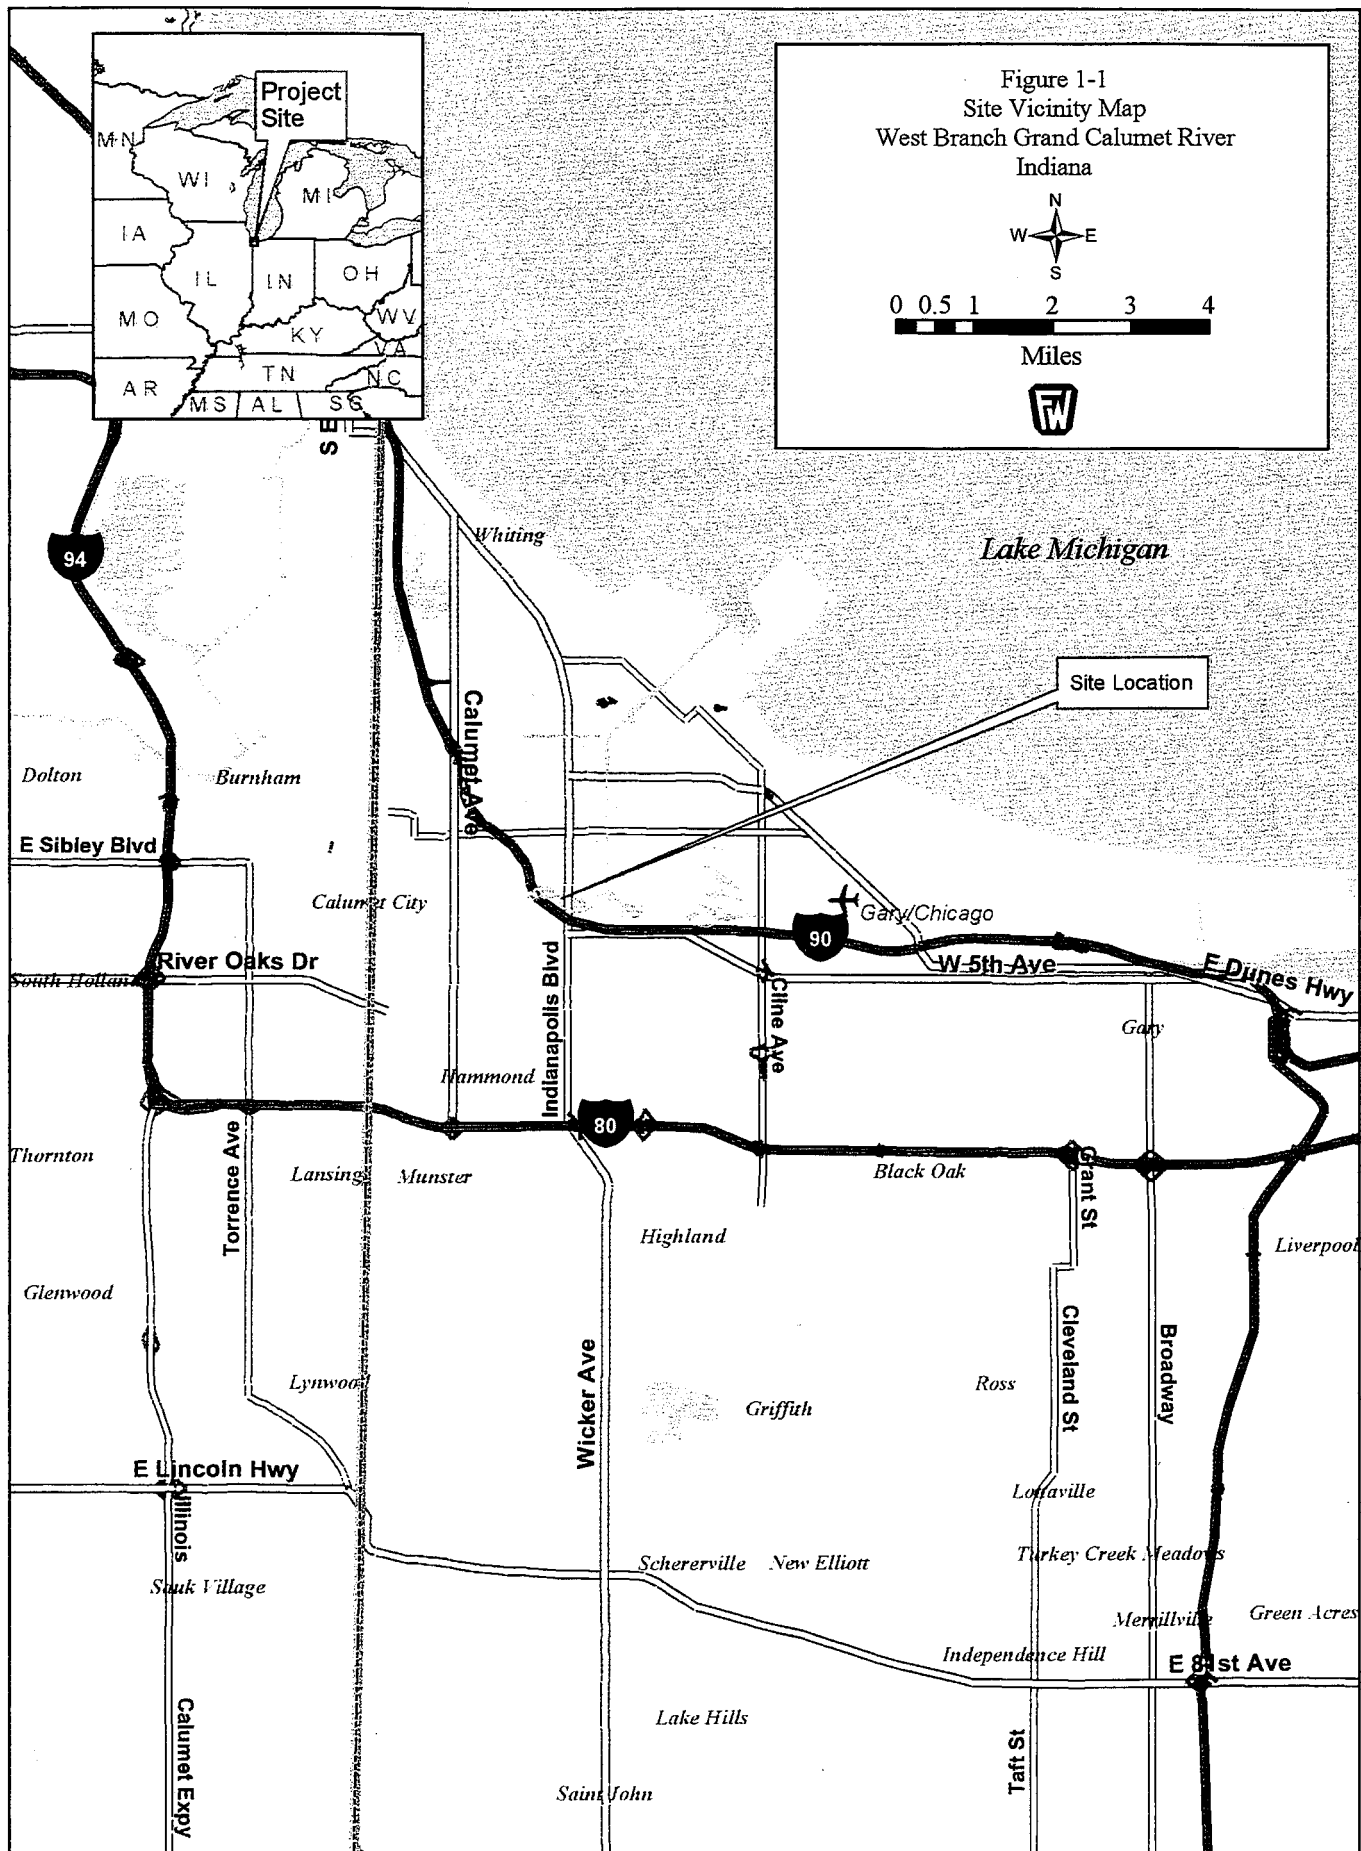 Project
Site
MN
WI
MI
IA
IL
IN
OH
MO
KY
WV
VA
AR
TN
NC
MS
AL
SC
Figure 1-1
Site Vicinity Map
West Branch Grand Calumet River
Indiana
N
W E
S
0 0.5 1 2 3 4
Miles
FW
S E
94
Whiting
Lake Michigan
Site Location
Calumet Ave
Dolton
Burnham
E Sibley Blvd
Calumet City
Gary/Chicago
90
River Oaks Dr
South Hollan
W 5th Ave
E Dunes Hwy
Indianapolis Blvd
Cline Ave
Gary
Hammond
80
Thornton
Torrence Ave
Lansing
Munster
Black Oak
Grant St
Highland
Liverpool
Glenwood
Cleveland St
Broadway
Wicker Ave
Lynwood
Ross
Griffith
E Lincoln Hwy
Illinois
Lottaville
Schererville
New Elliott
Turkey Creek Meadows
Sauk Village
Merrillville
Green Acres
Independence Hill
E 81st Ave
Calumet Expy
Lake Hills
Taft St
Saint John